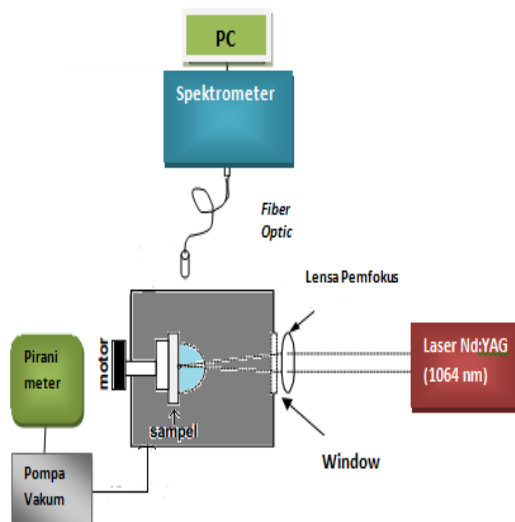 PC
Spektrometer
Fiber
Optic
Lensa Pemfokus
Pirani
meter
motor
Laser Nd:YAG
(1064 nm)
sampel
Window
Pompa
Vakum